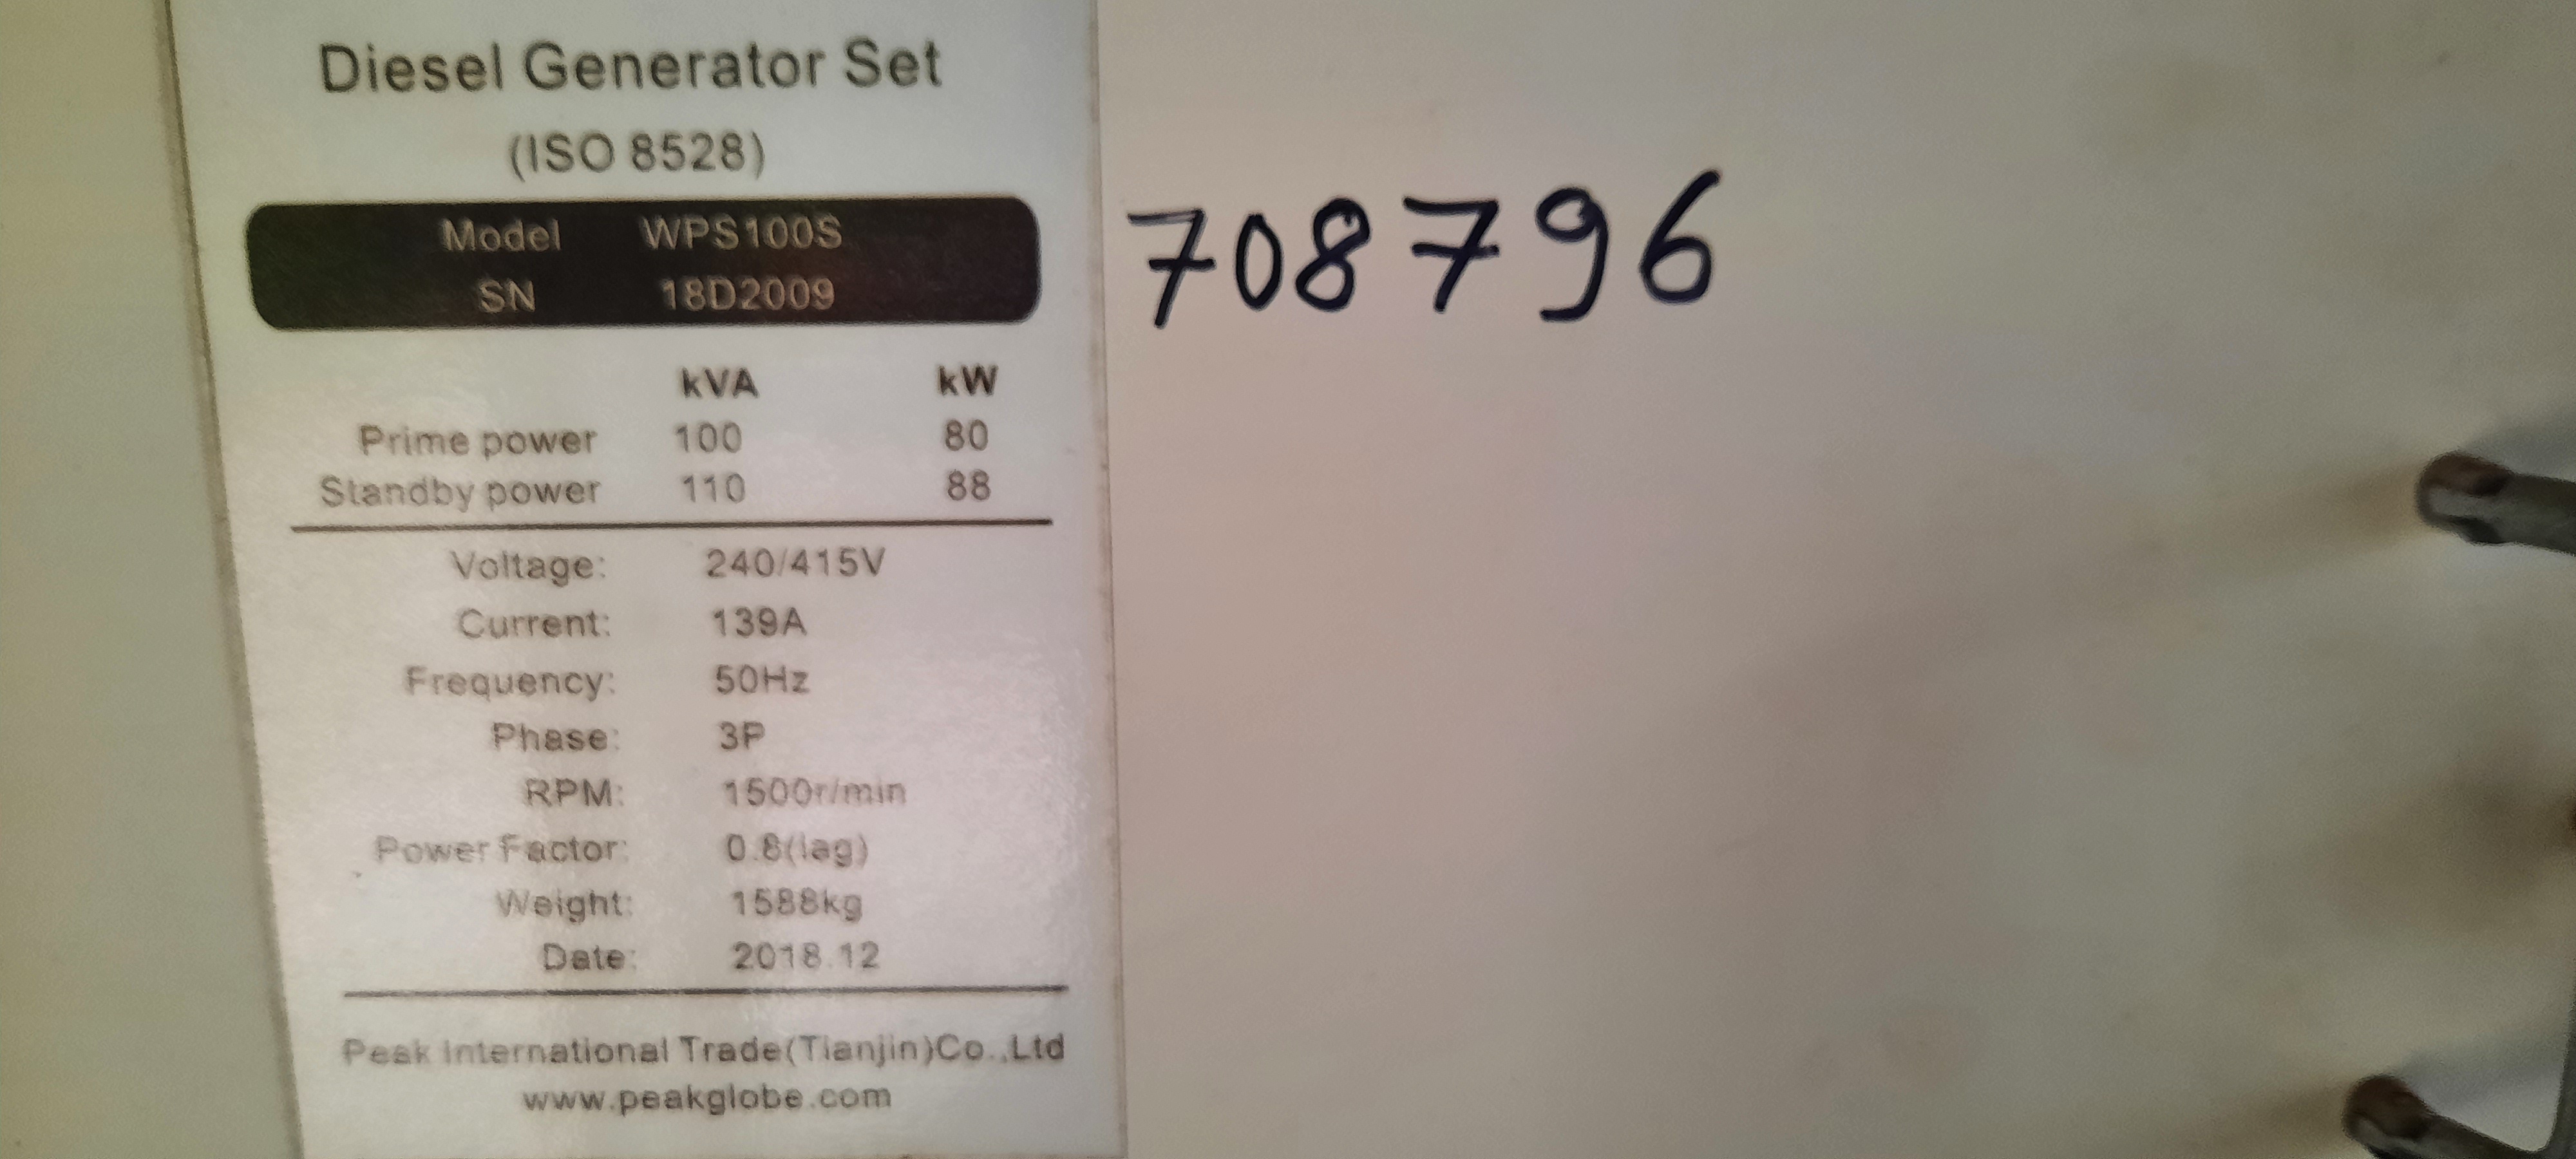 Diesel Generator Set
(ISO 8528)
Model WPS100S
SN 18D2009
708796
kVA kW
Prime power 100 80
Standby power 110 88
Voltage: 240/415V
Current: 139A
Frequency: 50Hz
Phase: 3P
RPM: 1500r/min
Power Factor: 0.8(lag)
Weight: 1588kg
Date: 2018.12
Peak International Trade(Tianjin)Co.,Ltd
www.peakglobe.com